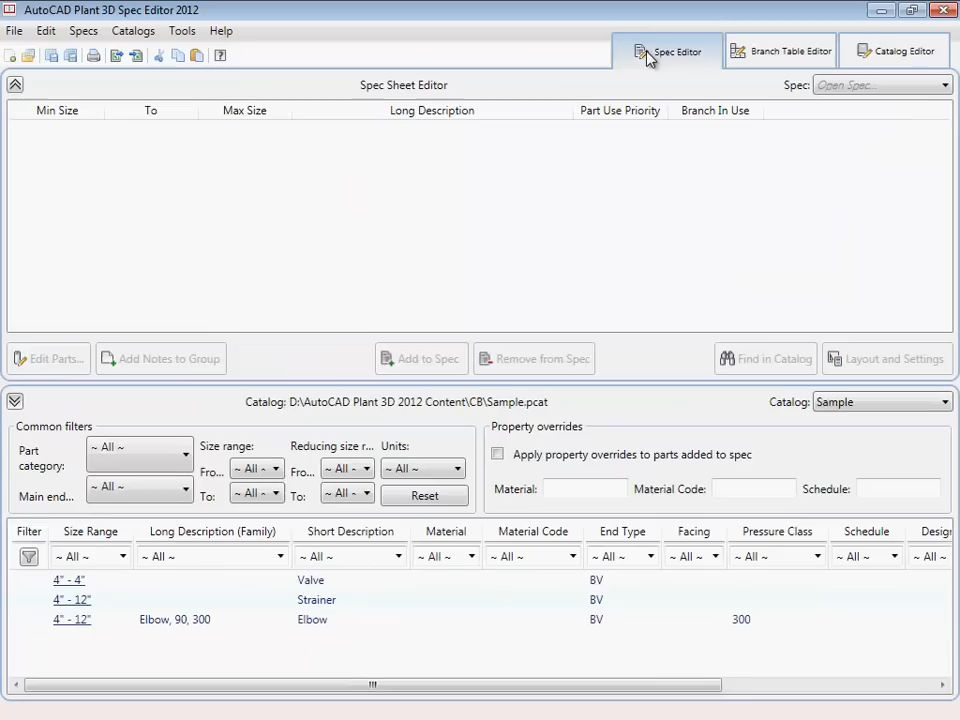 AutoCAD Plant 3D Spec Editor 2012
File Edit Specs Catalogs Tools Help
Spec Editor Branch Table Editor Catalog Editor
Spec Sheet Editor Spec: Open Spec...
Min Size To Max Size Long Description Part Use Priority Branch In Use
Edit Parts... Add Notes to Group Add to Spec Remove from Spec Find in Catalog Layout and Settings
Catalog: D:\AutoCAD Plant 3D 2012 Content\CB\Sample.pcat Catalog: Sample
Common filters Property overrides
Part category: ~ All ~ Size range: Reducing size r... Units:
Apply property overrides to parts added to spec
Fro... ~ All ~ Fro... ~ All ~ ~ All ~
Main end... ~ All ~ To: ~ All ~ To: ~ All ~ Reset
Material: Material Code: Schedule:
Filter Size Range Long Description (Family) Short Description Material Material Code End Type Facing Pressure Class Schedule Desig
~ All ~ ~ All ~ ~ All ~ ~ All ~ ~ All ~ ~ All ~ ~ All ~ ~ All ~ ~ All ~ ~ All ~
4" - 4" Valve BV
4" - 12" Strainer BV
4" - 12" Elbow, 90, 300 Elbow BV 300